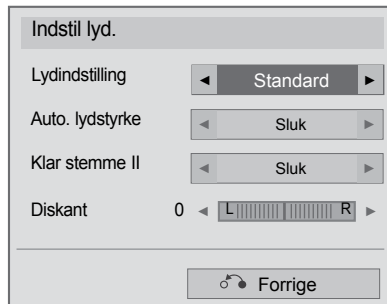 Indstil lyd.
Lydindstilling ◄ Standard ►
Auto. lydstyrke ◄ Sluk ►
Klar stemme II ◄ Sluk ►
Diskant 0 ◄ L R ►
Forrige